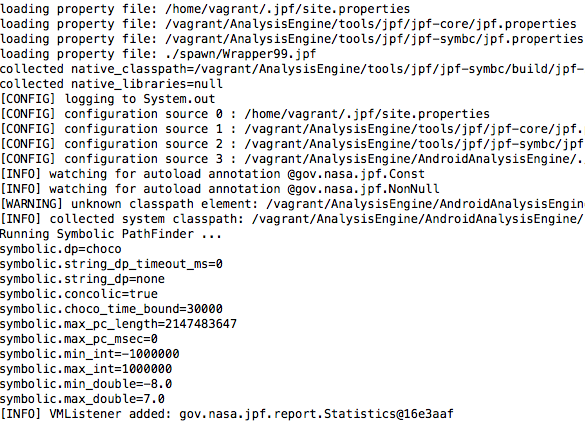 loading property file: /home/vagrant/.jpf/site.properties
loading property file: /vagrant/AnalysisEngine/tools/jpf/jpf-core/jpf.properties
loading property file: /vagrant/AnalysisEngine/tools/jpf/jpf-symbc/jpf.properties
loading property file: ./spawn/Wrapper99.jpf
collected native_classpath=/vagrant/AnalysisEngine/tools/jpf/jpf-symbc/build/jpf-
collected native_libraries=null
[CONFIG] logging to System.out
[CONFIG] configuration source 0 : /home/vagrant/.jpf/site.properties
[CONFIG] configuration source 1 : /vagrant/AnalysisEngine/tools/jpf/jpf-core/jpf.
[CONFIG] configuration source 2 : /vagrant/AnalysisEngine/tools/jpf/jpf-symbc/jpf
[CONFIG] configuration source 3 : /vagrant/AnalysisEngine/AndroidAnalysisEngine/.
[INFO] watching for autoload annotation @gov.nasa.jpf.Const
[INFO] watching for autoload annotation @gov.nasa.jpf.NonNull
[WARNING] unknown classpath element: /vagrant/AnalysisEngine/AndroidAnalysisEngin
[INFO] collected system classpath: /vagrant/AnalysisEngine/AndroidAnalysisEngine/
Running Symbolic PathFinder ...
symbolic.dp=choco
symbolic.string_dp_timeout_ms=0
symbolic.string_dp=none
symbolic.concolic=true
symbolic.choco_time_bound=30000
symbolic.max_pc_length=2147483647
symbolic.max_pc_msec=0
symbolic.min_int=-1000000
symbolic.max_int=1000000
symbolic.min_double=-8.0
symbolic.max_double=7.0
[INFO] VMListener added: gov.nasa.jpf.report.Statistics@16e3aaf